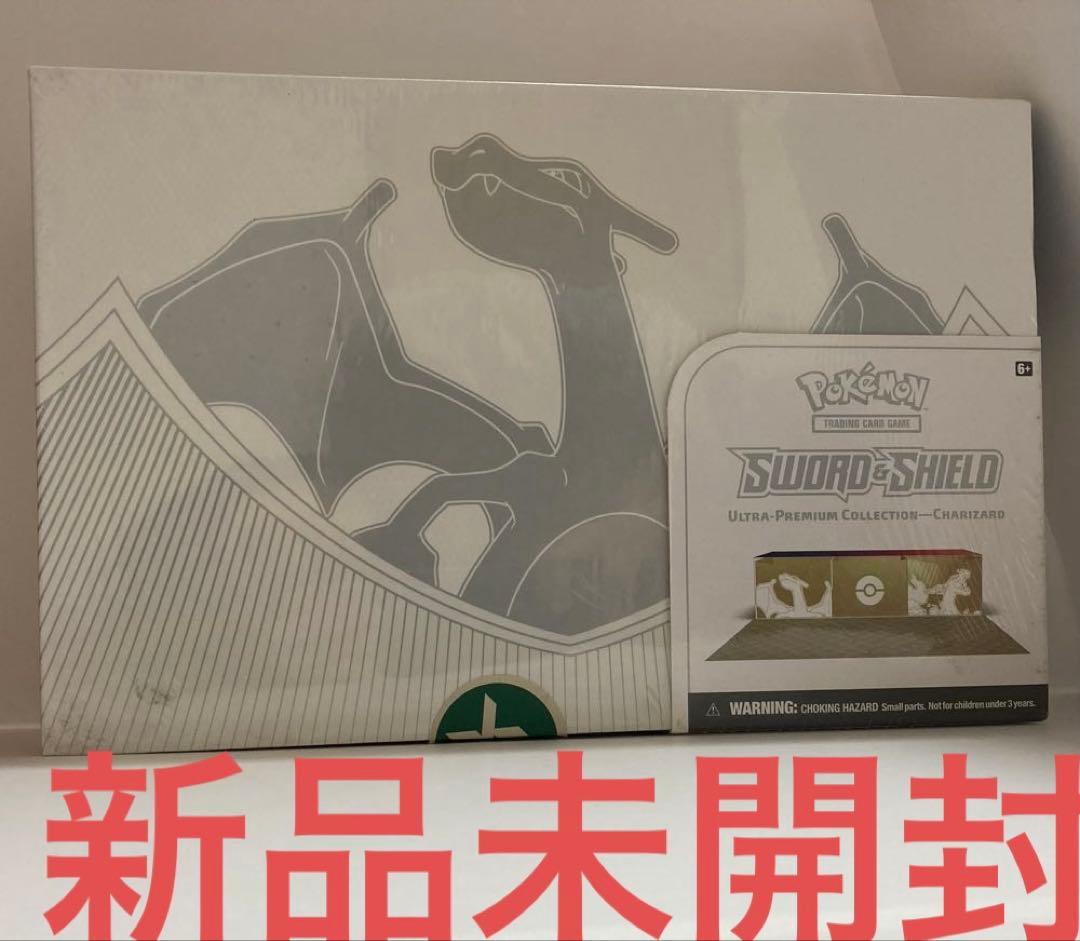 6+
POKéMON
TRADING CARD GAME
SWORD & SHIELD
ULTRA-PREMIUM COLLECTION—CHARIZARD
WARNING: CHOKING HAZARD Small parts. Not for children under 3 years.
新品未開封